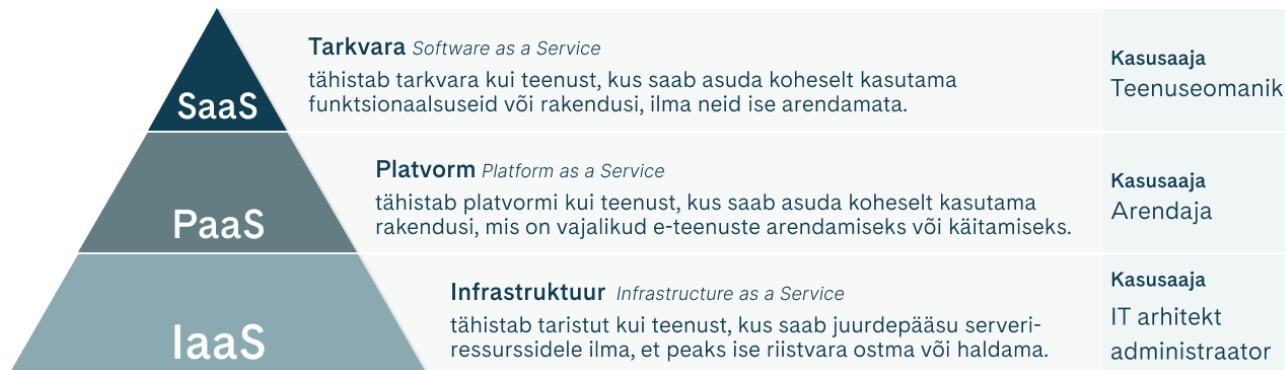 SaaS
Tarkvara Software as a Service
tähistab tarkvara kui teenust, kus saab asuda koheselt kasutama
funktsionaalsuseid või rakendusi, ilma neid ise arendamata.
Kasusaaja
Teenuseomanik
PaaS
Platvorm Platform as a Service
tähistab platvormi kui teenust, kus saab asuda koheselt kasutama
rakendusi, mis on vajalikud e-teenuste arendamiseks või käitamiseks.
Kasusaaja
Arendaja
IaaS
Infrastruktuur Infrastructure as a Service
tähistab taristut kui teenust, kus saab juurdepääsu serveri-
ressurssidele ilma, et peaks ise riistvara ostma või haldama.
Kasusaaja
IT arhitekt
administraator